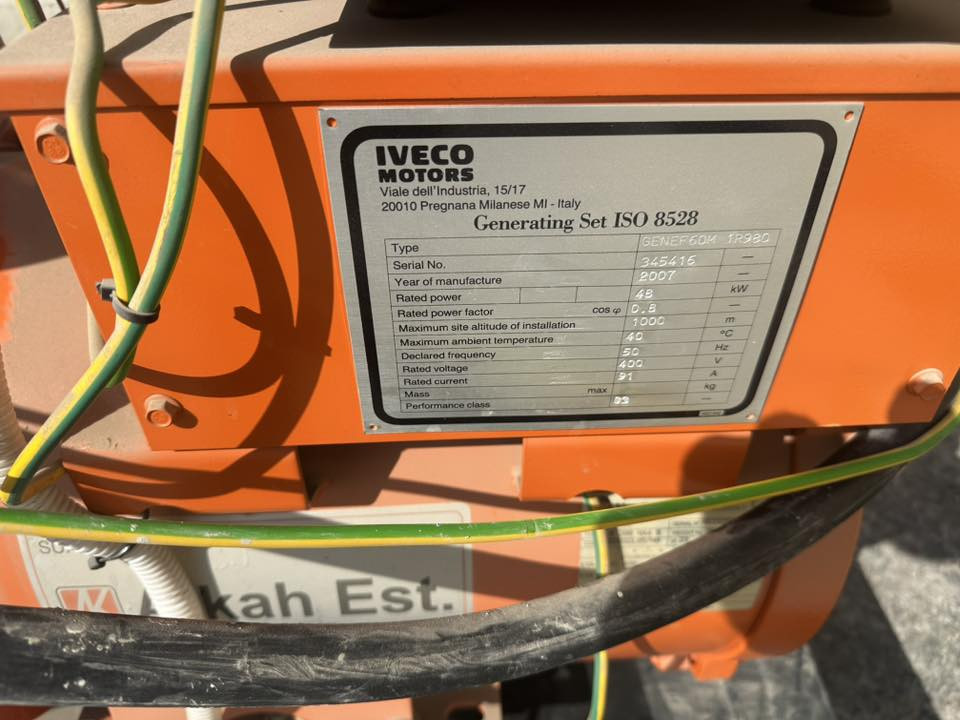 IVECO
MOTORS
Viale dell'Industria, 15/17
20010 Pregnana Milanese MI - Italy
Generating Set ISO 8528
Type GENEF60M 1R980
Serial No. 345416 —
Year of manufacture 2007 —
Rated power 48 kW
Rated power factor cos φ 0.8 —
Maximum site altitude of installation 1000 m
Maximum ambient temperature 40 °C
Declared frequency 50 Hz
Rated voltage 400 V
Rated current 91 A
Mass max kg
Performance class —
kah Est.